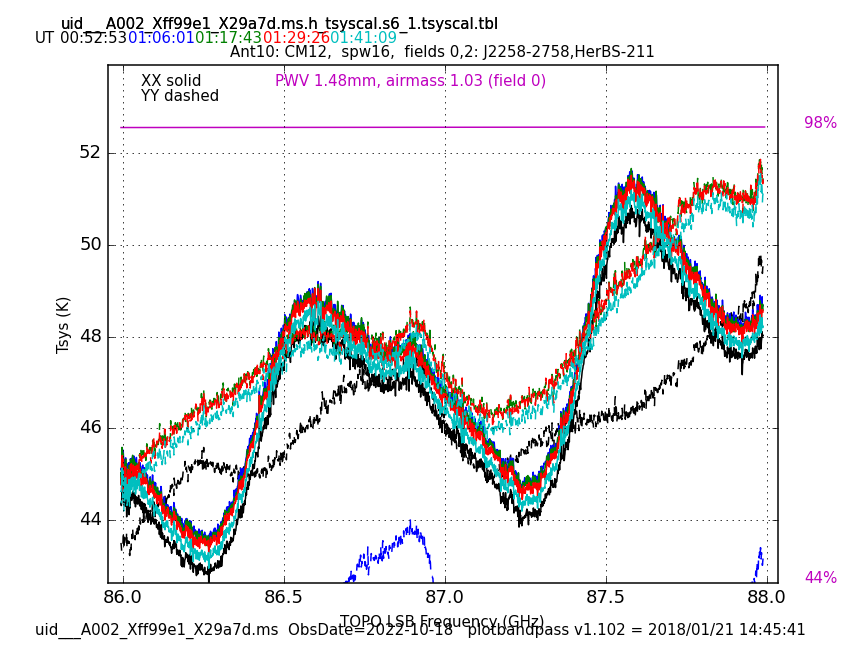 uid___A002_Xff99e1_X29a7d.ms.h_tsyscal.s6_1.tsyscal.tbl
UT 00:52:53 01:06:01 01:17:43 01:29:26 01:41:09
Ant10: CM12, spw16, fields 0,2: J2258-2758,HerBS-211
XX solid
PWV 1.48mm, airmass 1.03 (field 0)
YY dashed
98%
52
50
48
46
44
Tsys (K)
44%
86.0
86.5
87.0
87.5
88.0
TOPO LSB Frequency (GHz)
uid___A002_Xff99e1_X29a7d.ms ObsDate=2022-10-18 plotbandpass v1.102 = 2018/01/21 14:45:41